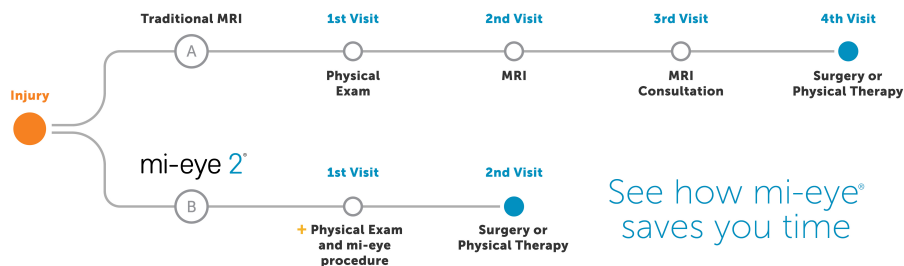 Traditional MRI
1st Visit
2nd Visit
3rd Visit
4th Visit
A
Physical
Exam
MRI
MRI
Consultation
Surgery or
Physical Therapy
Injury
mi-eye 2®
1st Visit
2nd Visit
B
+ Physical Exam
and mi-eye
procedure
Surgery or
Physical Therapy
See how mi-eye®
saves you time